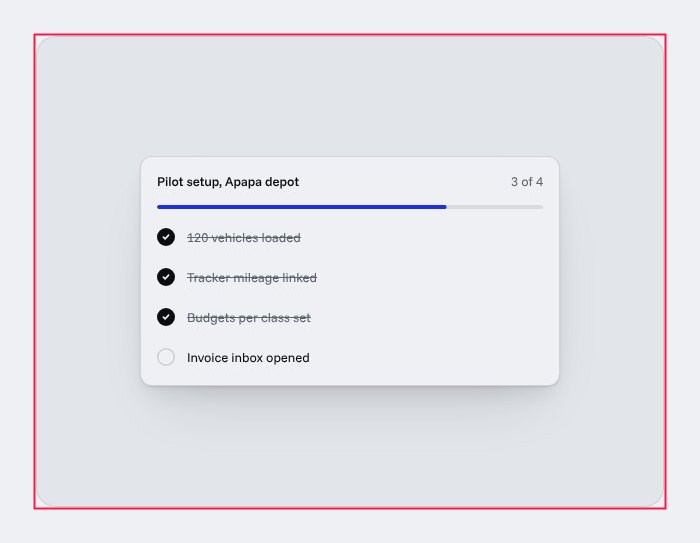 Pilot setup, Apapa depot 3 of 4
120 vehicles loaded
Tracker mileage linked
Budgets per class set
Invoice inbox opened